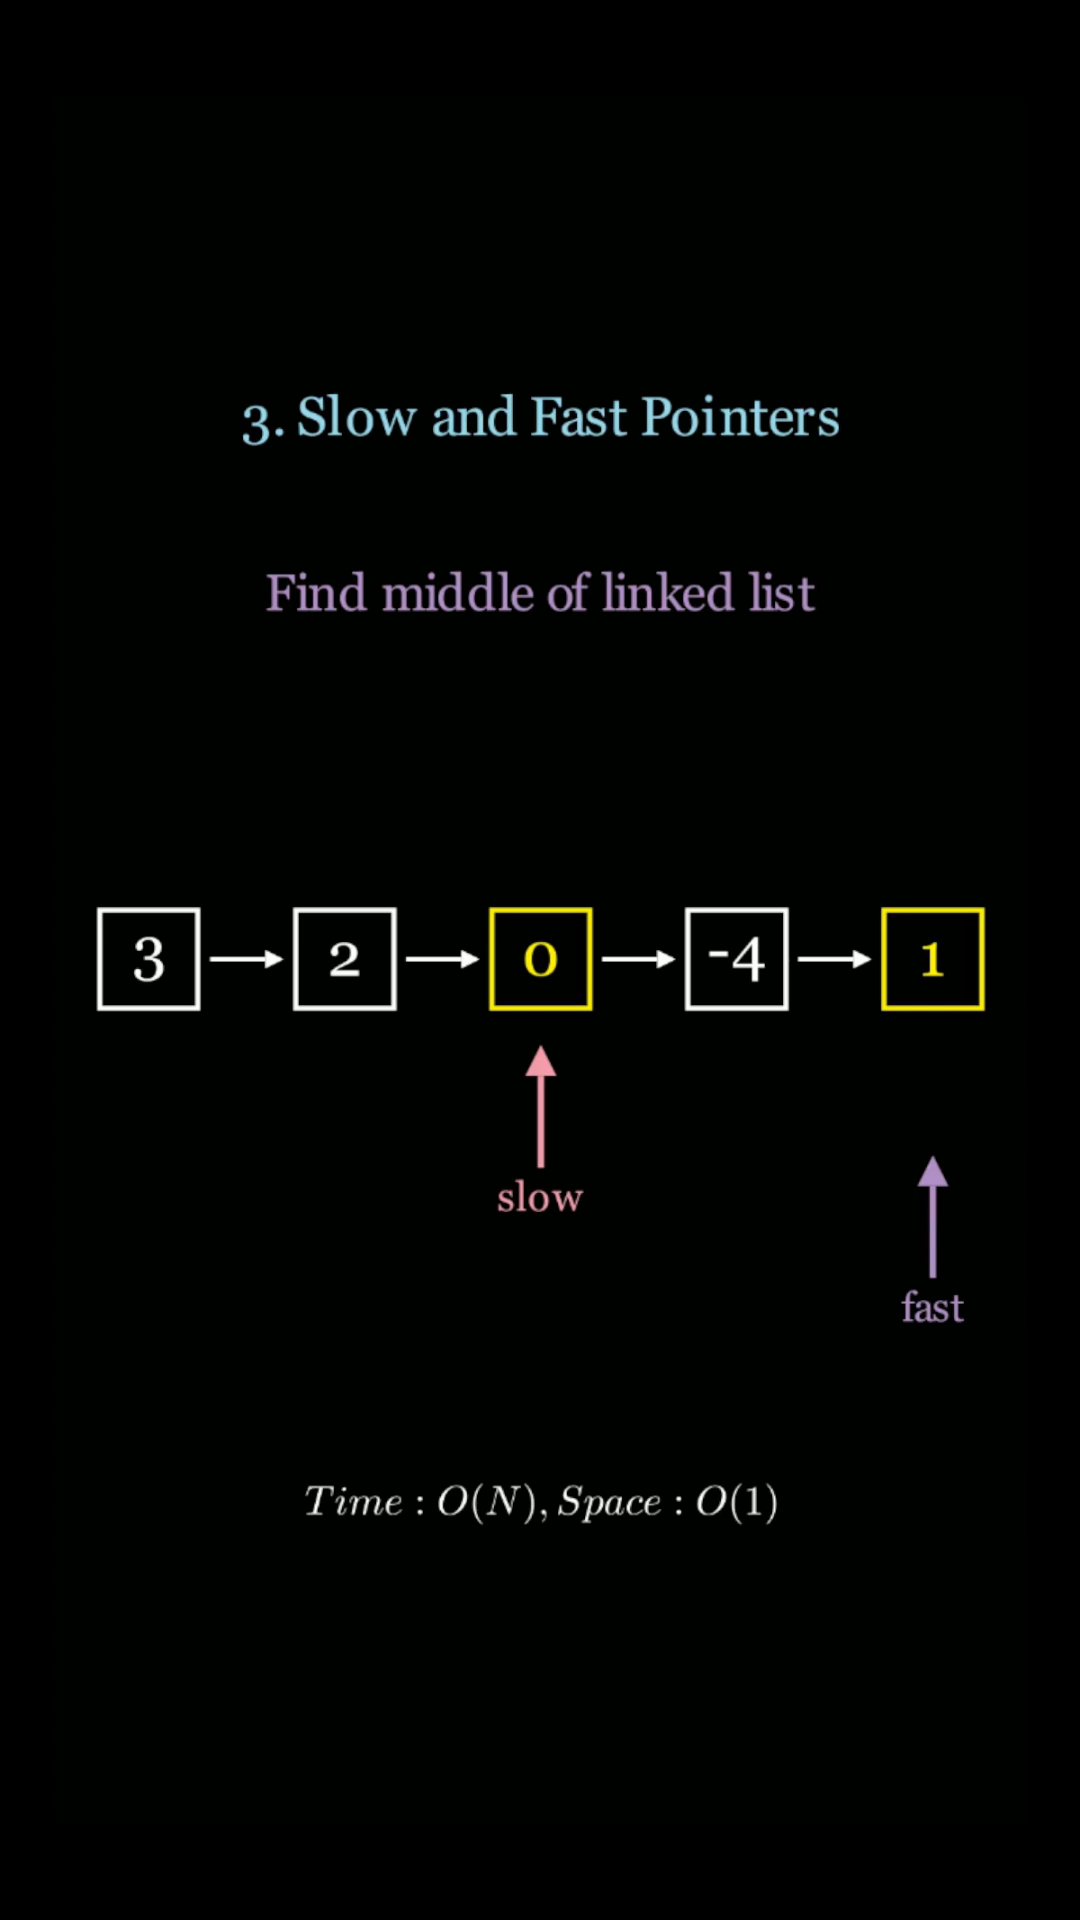 3. Slow and Fast Pointers
Find middle of linked list
3 2 0 -4 1
slow
fast
Time : O(N), Space : O(1)